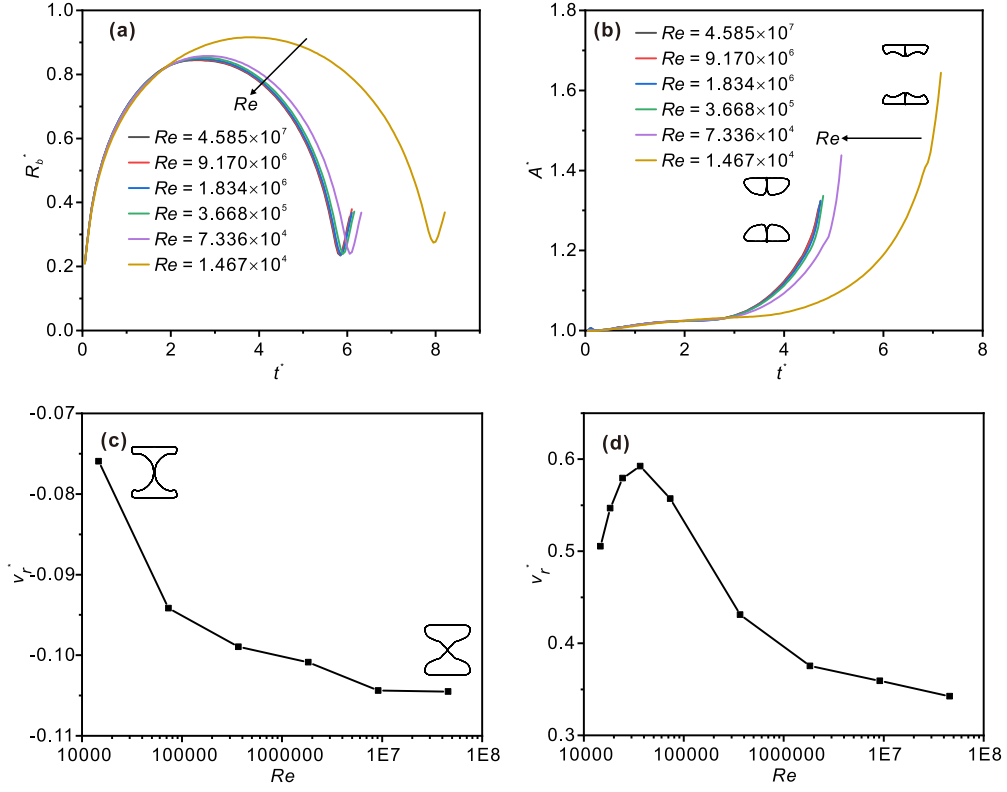 (a)
1.0
0.8
0.6
0.4
0.2
0.0
R_b^*
Re
Re = 4.585×10^7
Re = 9.170×10^6
Re = 1.834×10^6
Re = 3.668×10^5
Re = 7.336×10^4
Re = 1.467×10^4
0 2 4 6 8
t^*
(b)
1.8
1.6
1.4
1.2
1.0
A^*
Re = 4.585×10^7
Re = 9.170×10^6
Re = 1.834×10^6
Re = 3.668×10^5
Re = 7.336×10^4
Re = 1.467×10^4
Re
0 2 4 6 8
t^*
(c)
-0.07
-0.08
-0.09
-0.10
-0.11
v_r^*
10000 100000 1000000 1E7 1E8
Re
(d)
0.6
0.5
0.4
0.3
v_r^*
10000 100000 1000000 1E7 1E8
Re